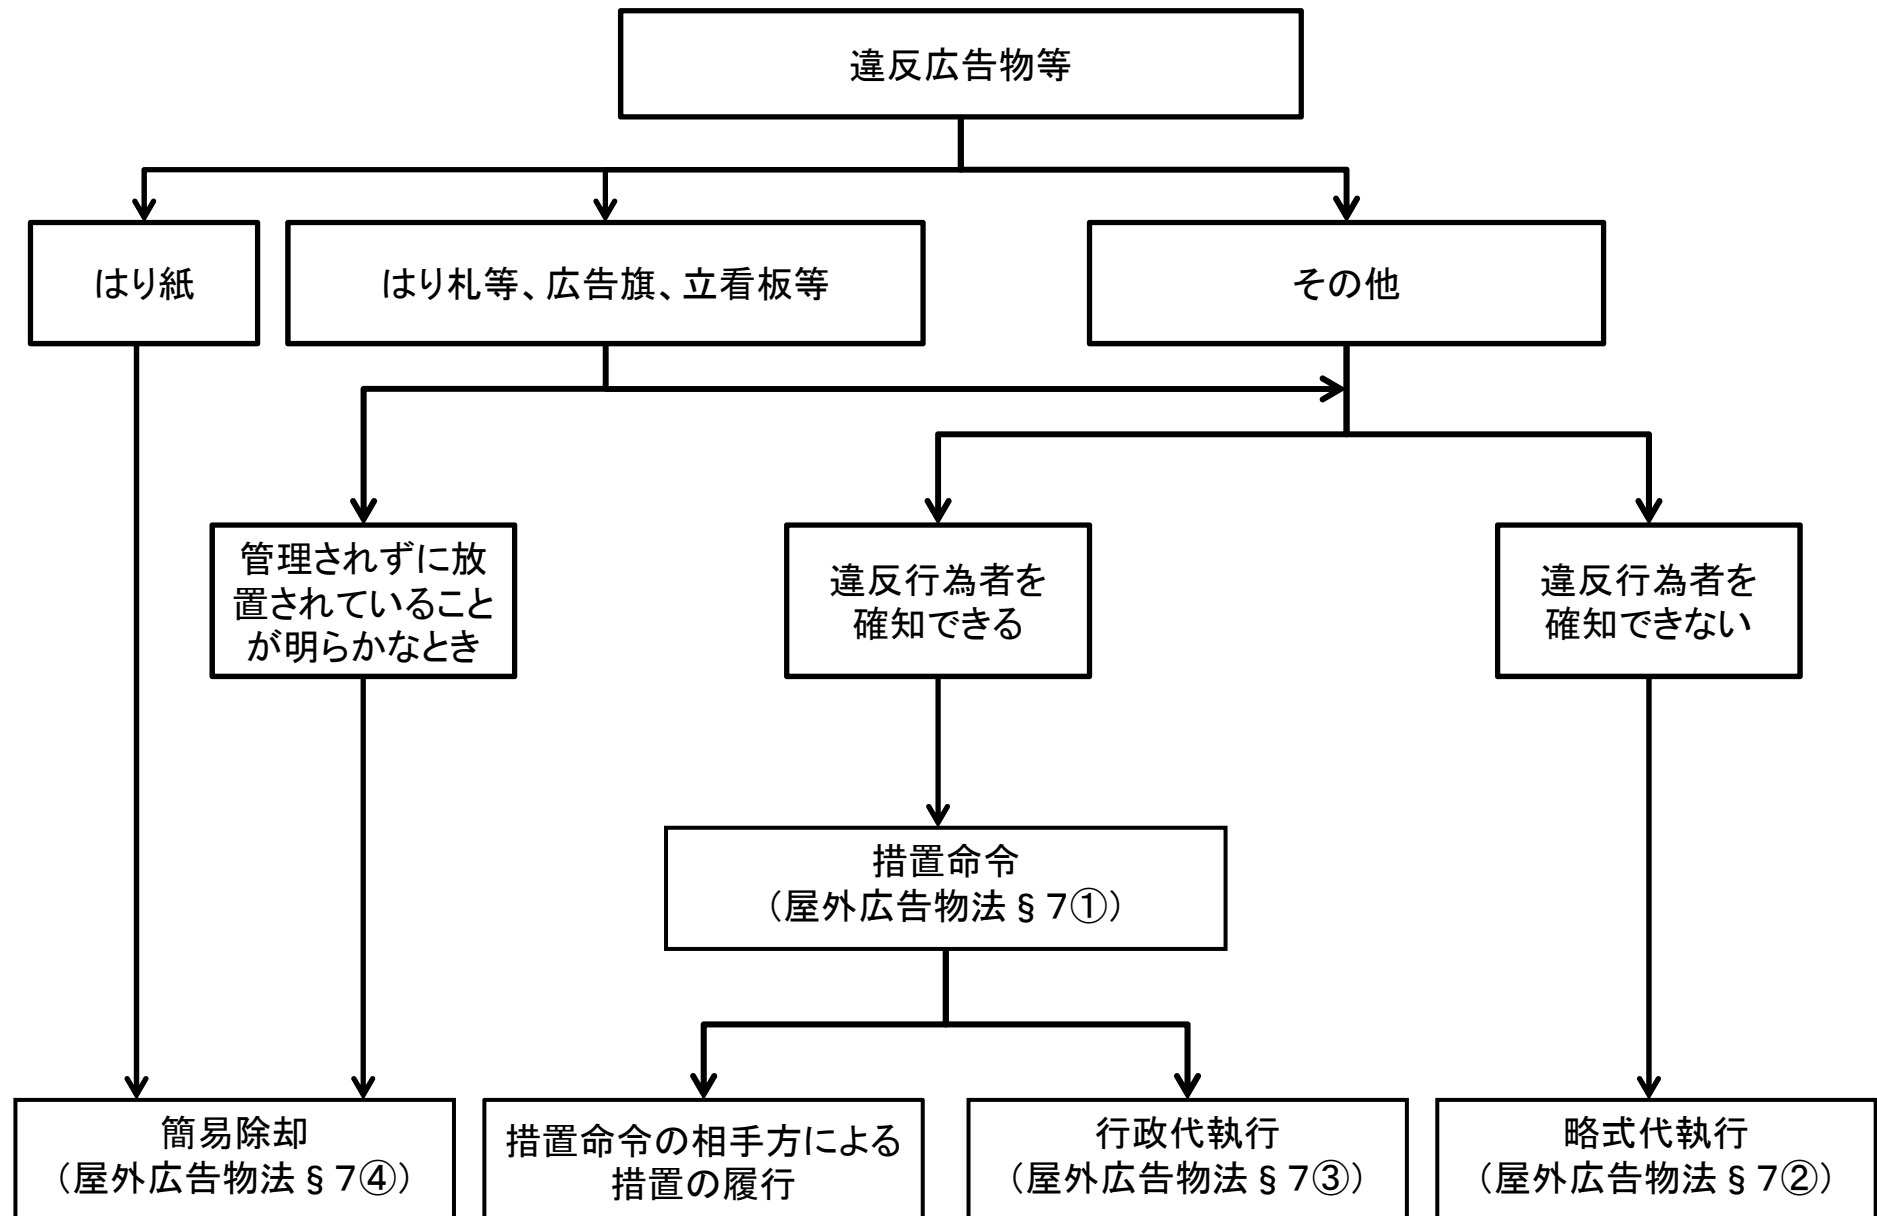 違反広告物等
はり紙
はり札等、広告旗、立看板等
その他
管理されずに放
置されていること
が明らかなとき
違反行為者を
確知できる
違反行為者を
確知できない
措置命令
（屋外広告物法§7①）
簡易除却
（屋外広告物法§7④）
措置命令の相手方による
措置の履行
行政代執行
（屋外広告物法§7③）
略式代執行
（屋外広告物法§7②）